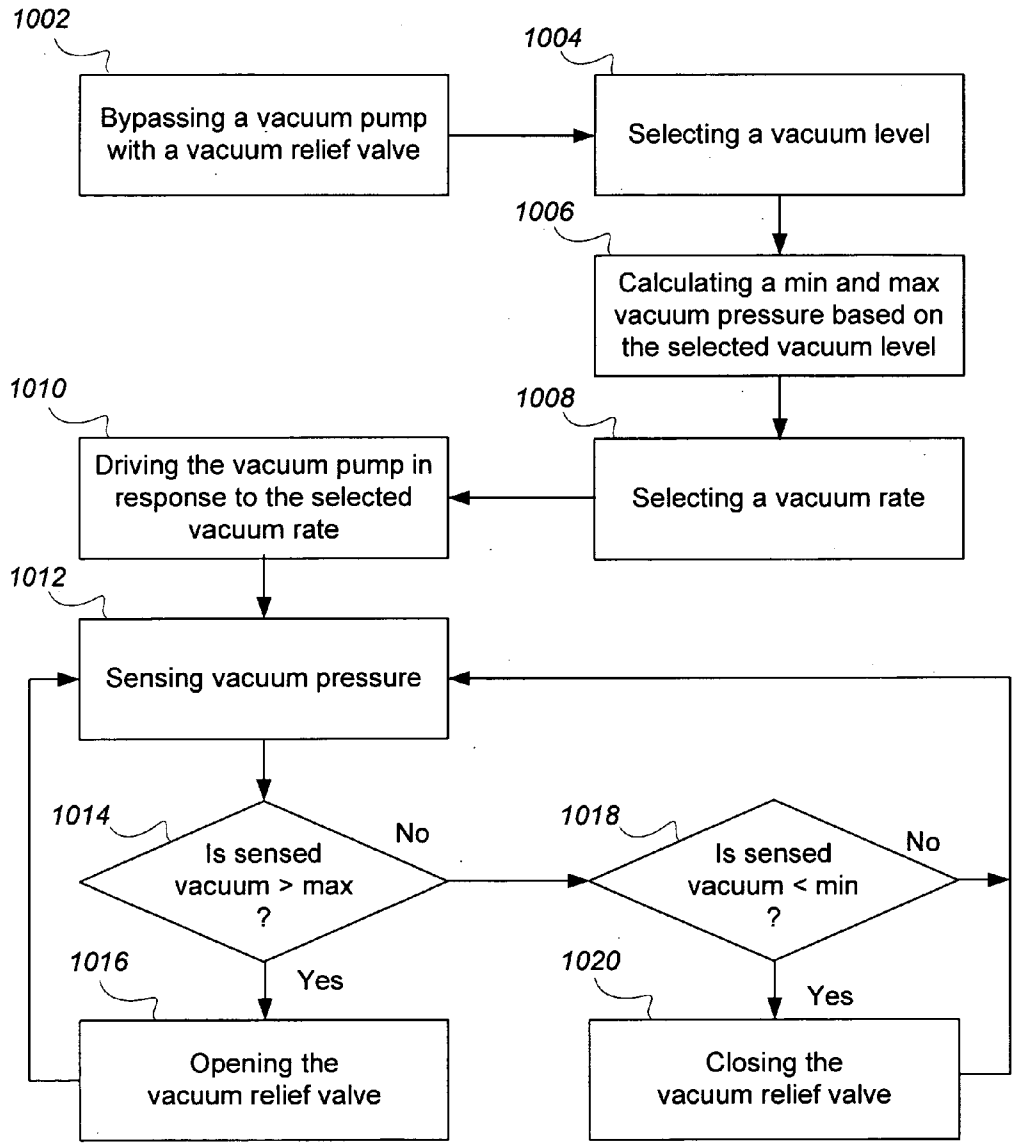 1002
Bypassing a vacuum pump
with a vacuum relief valve
1004
Selecting a vacuum level
1006
Calculating a min and max
vacuum pressure based on
the selected vacuum level
1008
Selecting a vacuum rate
1010
Driving the vacuum pump in
response to the selected
vacuum rate
1012
Sensing vacuum pressure
1014
Is sensed
vacuum > max
?
No
Yes
1016
Opening the
vacuum relief valve
1018
Is sensed
vacuum < min
?
No
Yes
1020
Closing the
vacuum relief valve